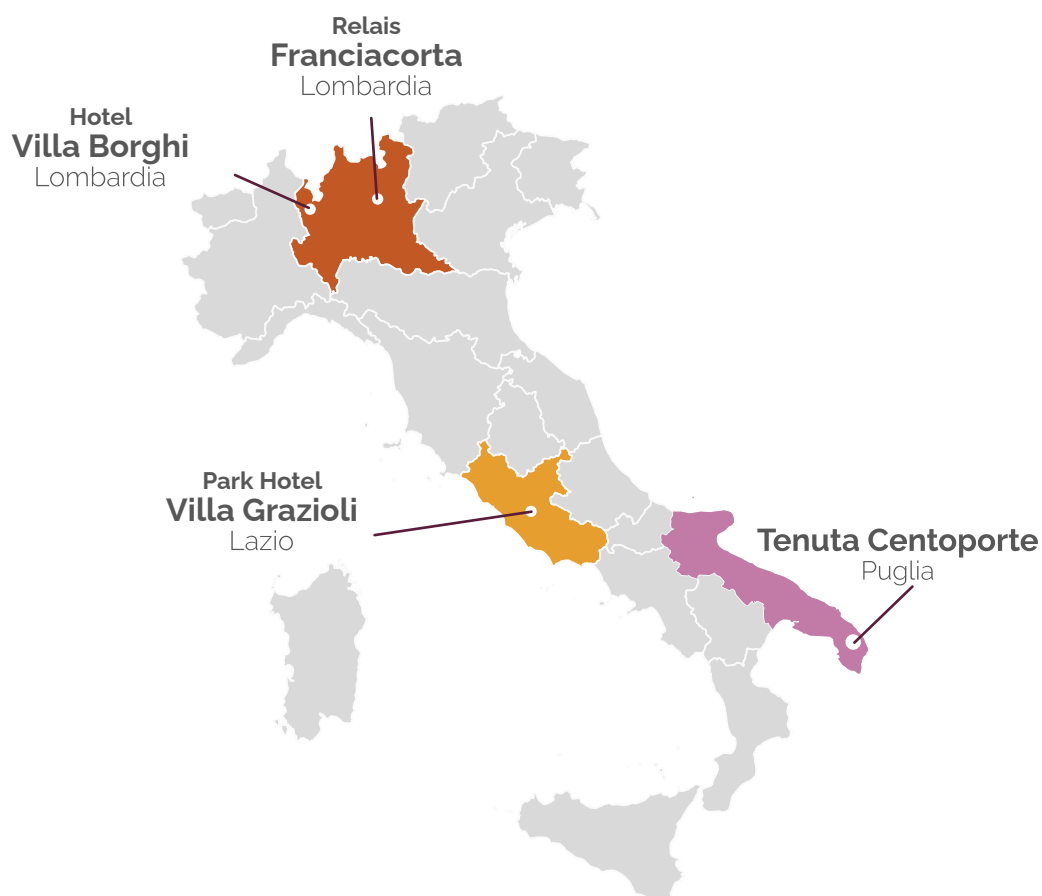 Relais
Franciacorta
Lombardia
Hotel
Villa Borghi
Lombardia
Park Hotel
Villa Grazioli
Lazio
Tenuta Centoporte
Puglia